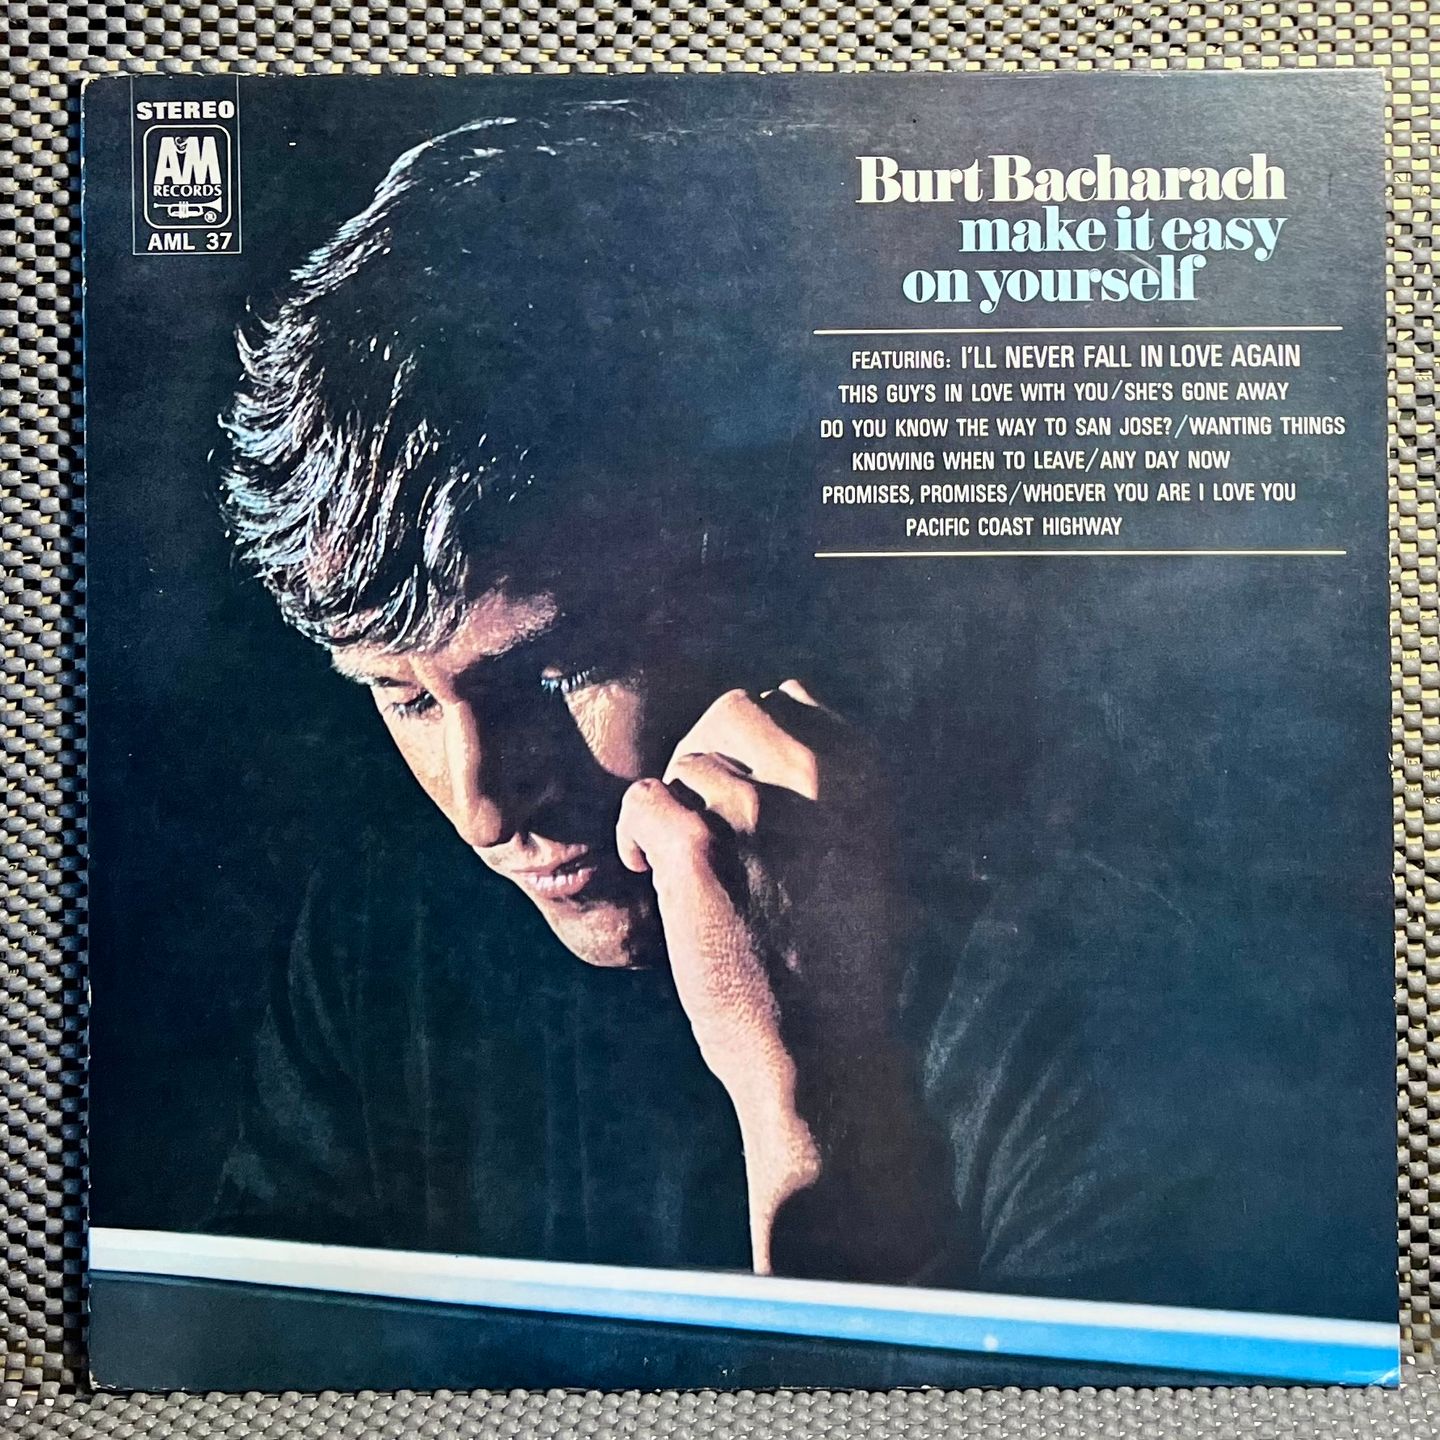 STEREO
A&M
RECORDS
®
AML 37
Burt Bacharach
make it easy
on yourself
FEATURING: I'LL NEVER FALL IN LOVE AGAIN
THIS GUY'S IN LOVE WITH YOU/SHE'S GONE AWAY
DO YOU KNOW THE WAY TO SAN JOSE?/WANTING THINGS
KNOWING WHEN TO LEAVE/ANY DAY NOW
PROMISES, PROMISES/WHOEVER YOU ARE I LOVE YOU
PACIFIC COAST HIGHWAY